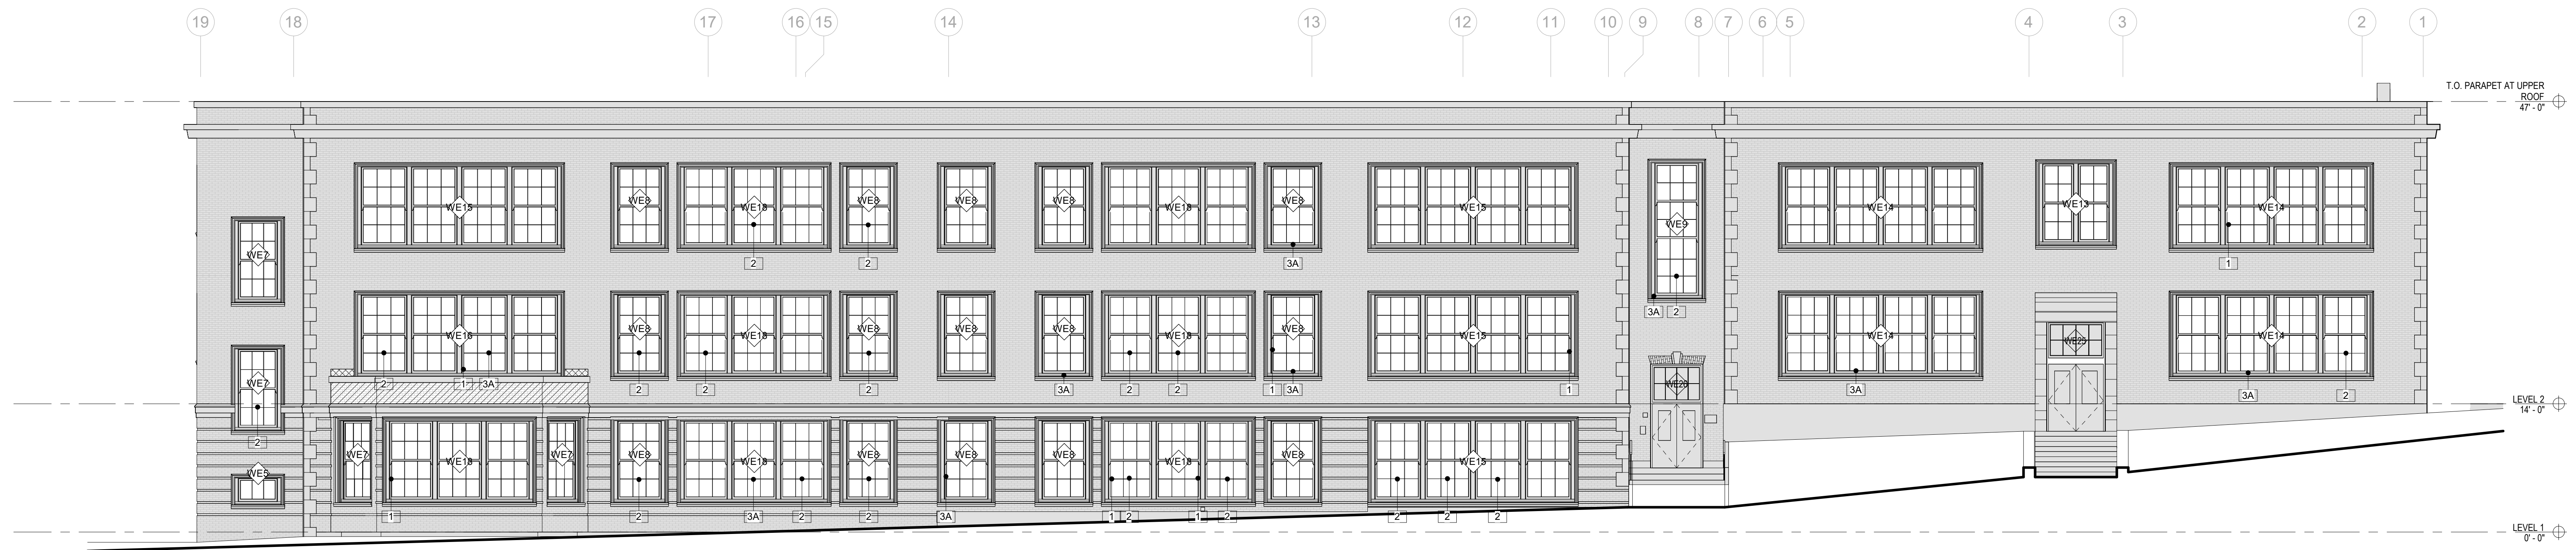 19 18 17 16 15 14 13 12 11 10 9 8 7 6 5 4 3 2 1
T.O. PARAPET AT UPPER
ROOF
47' - 0"
WE15 WE8 WE18 WE8 WE8 WE8 WE18 WE8 WE15 WE9 WE14 WE13 WE14
WE7
2 2 3A 1
3A 2
WE16 WE8 WE18 WE8 WE8 WE8 WE18 WE8 WE15 WE14 WE25 WE14
WE7 WE20
2 1 3A 2 2 2 3A 2 2 1 3A 1 3A 3A 2
LEVEL 2
14' - 0"
2
WE7 WE18 WE7 WE8 WE18 WE8 WE8 WE8 WE18 WE8 WE15
WE5
1 2 3A 2 2 3A 1 2 1 2 2 2 2
LEVEL 1
0' - 0"